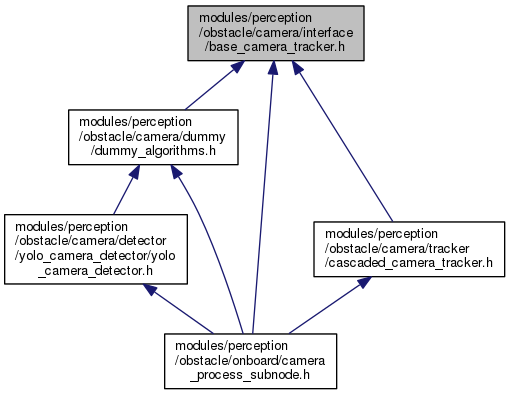 modules/perception
/obstacle/camera/interface
/base_camera_tracker.h
modules/perception
/obstacle/camera/dummy
/dummy_algorithms.h
modules/perception
/obstacle/camera/detector
/yolo_camera_detector/yolo
_camera_detector.h
modules/perception
/obstacle/camera/tracker
/cascaded_camera_tracker.h
modules/perception
/obstacle/onboard/camera
_process_subnode.h